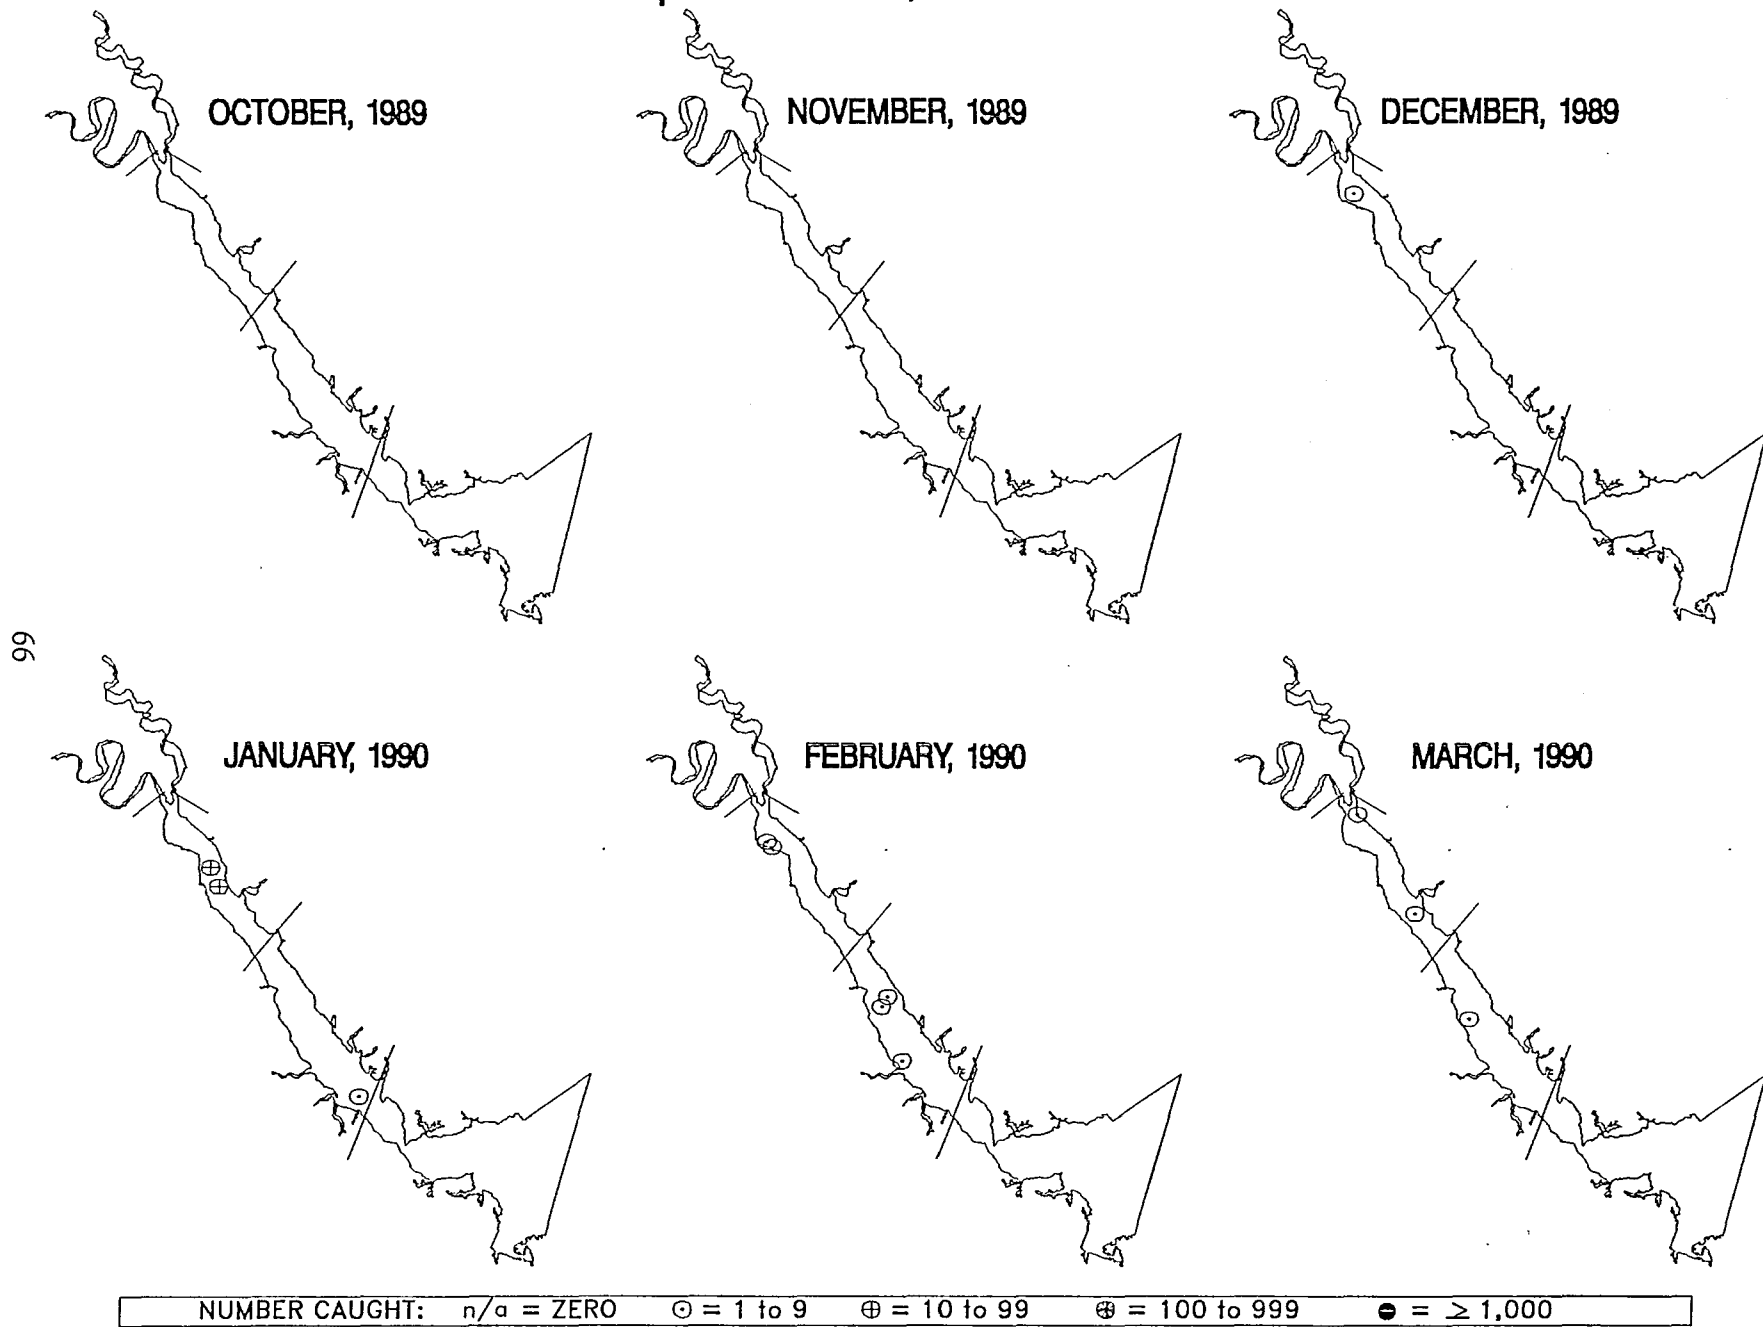 OCTOBER, 1989
NOVEMBER, 1989
DECEMBER, 1989
66
JANUARY, 1990
FEBRUARY, 1990
MARCH, 1990
NUMBER CAUGHT: n/a = ZERO ⊙ = 1 to 9 ⊕ = 10 to 99 = 100 to 999 = ≥ 1,000